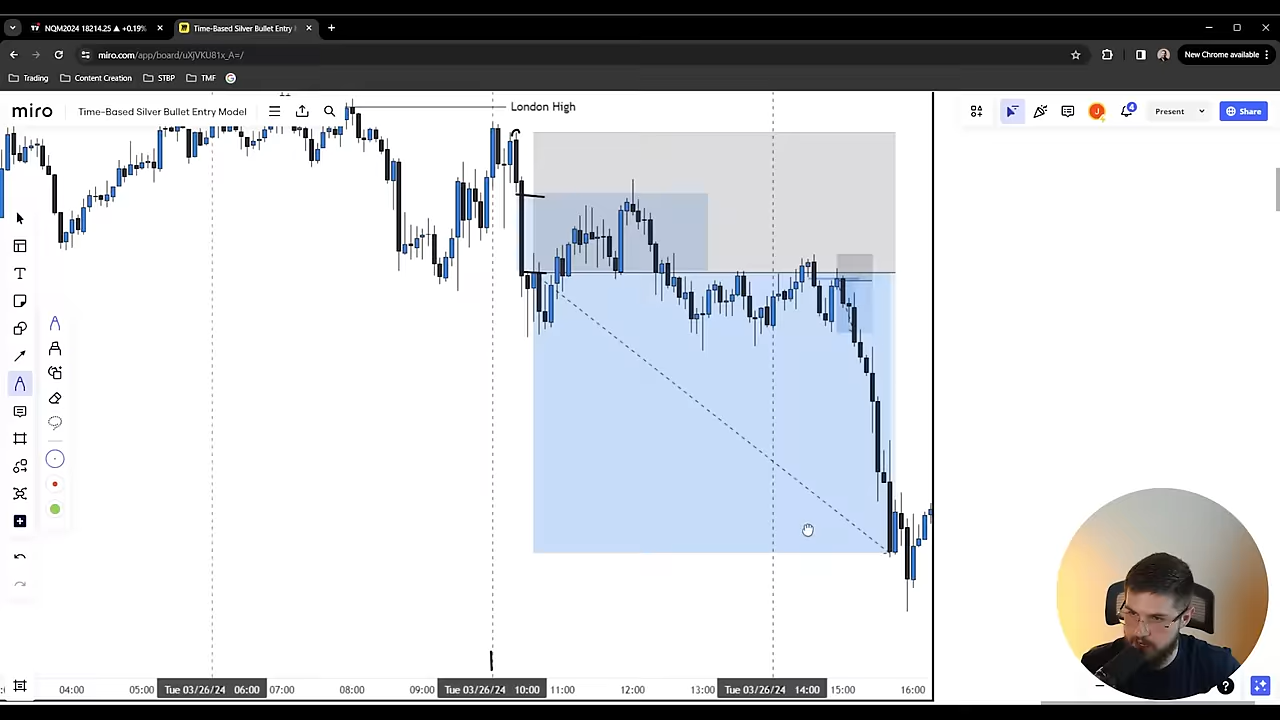 NQM2024 18214.25 ▲ +0.19%
Time-Based Silver Bullet Entry
miro.com/app/board/uXjVKU81x_A=/
New Chrome available
Trading
Content Creation
STBP
TMF
miro
Time-Based Silver Bullet Entry Model
J
4
Present
Share
London High
04:00 05:00 Tue 03/26/24 06:00 07:00 08:00 09:00 Tue 03/26/24 10:00 11:00 12:00 13:00 Tue 03/26/24 14:00 15:00 16:00